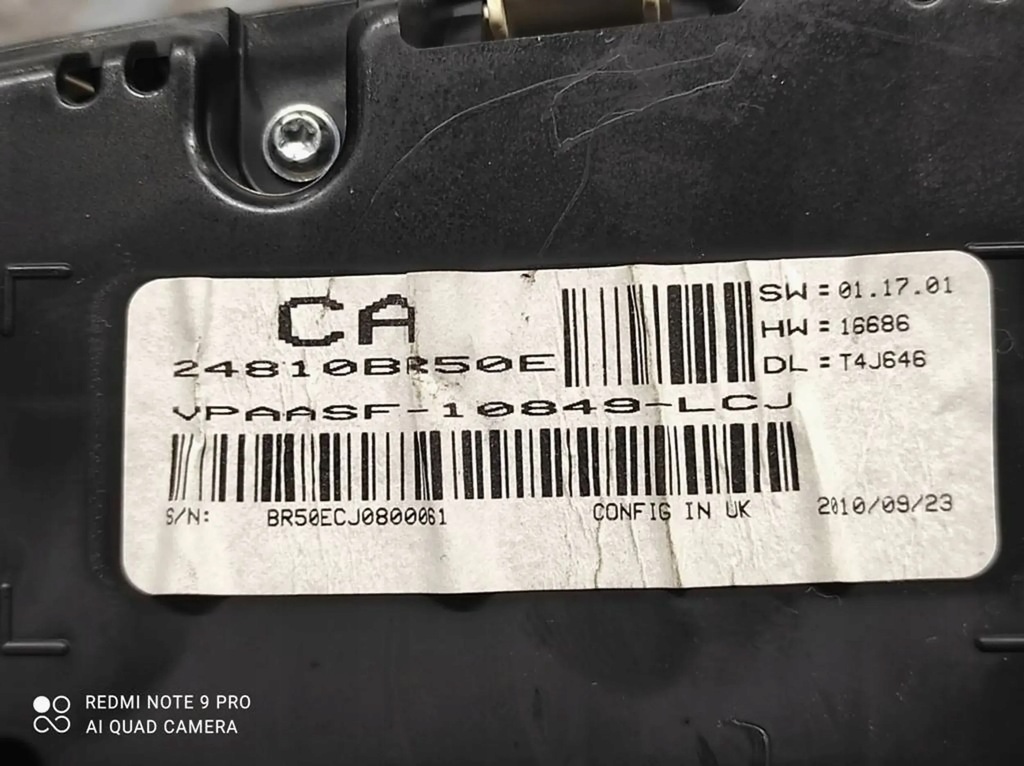 CA
24810BR50E
VPAASF-10849-LCJ
SW = 01.17.01
HW = 16686
DL = T4J646
S/N: BR50ECJ0800061
CONFIG IN UK
2010/09/23
REDMI NOTE 9 PRO
AI QUAD CAMERA